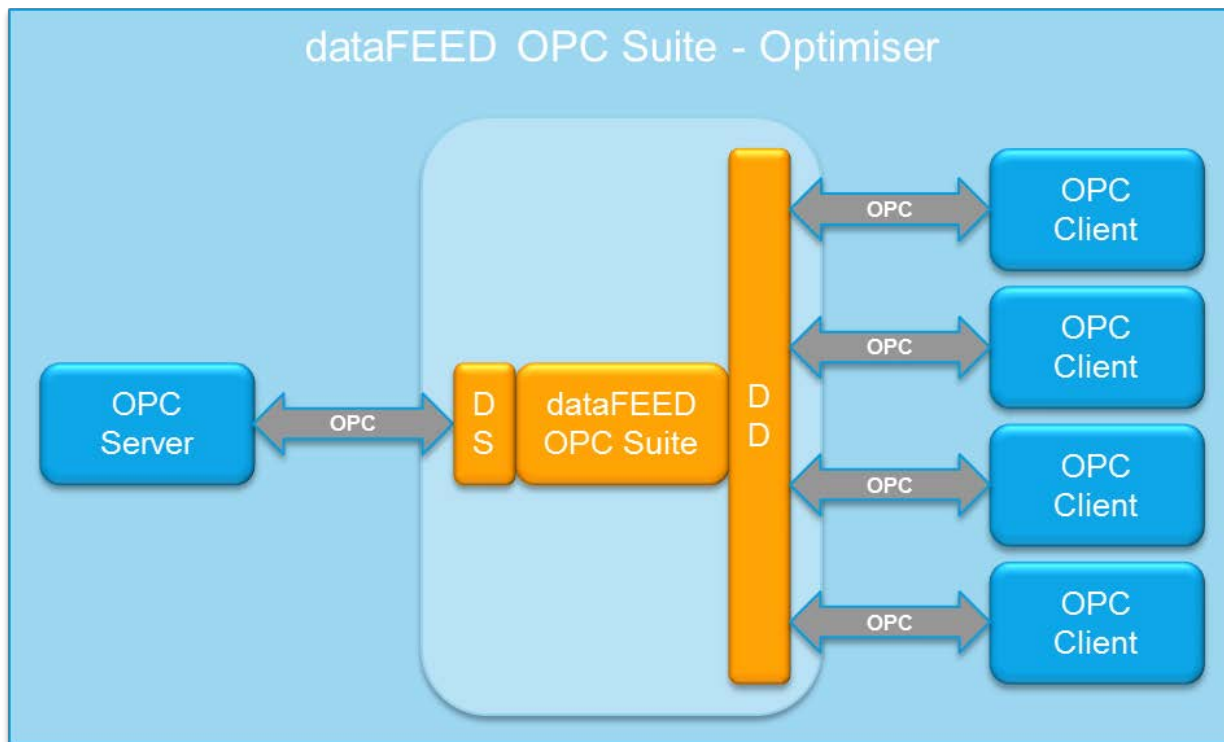 dataFEED OPC Suite - Optimiser
OPC
Server
OPC
D
S
dataFEED
OPC Suite
D
D
OPC
OPC
Client
OPC
OPC
Client
OPC
OPC
Client
OPC
OPC
Client